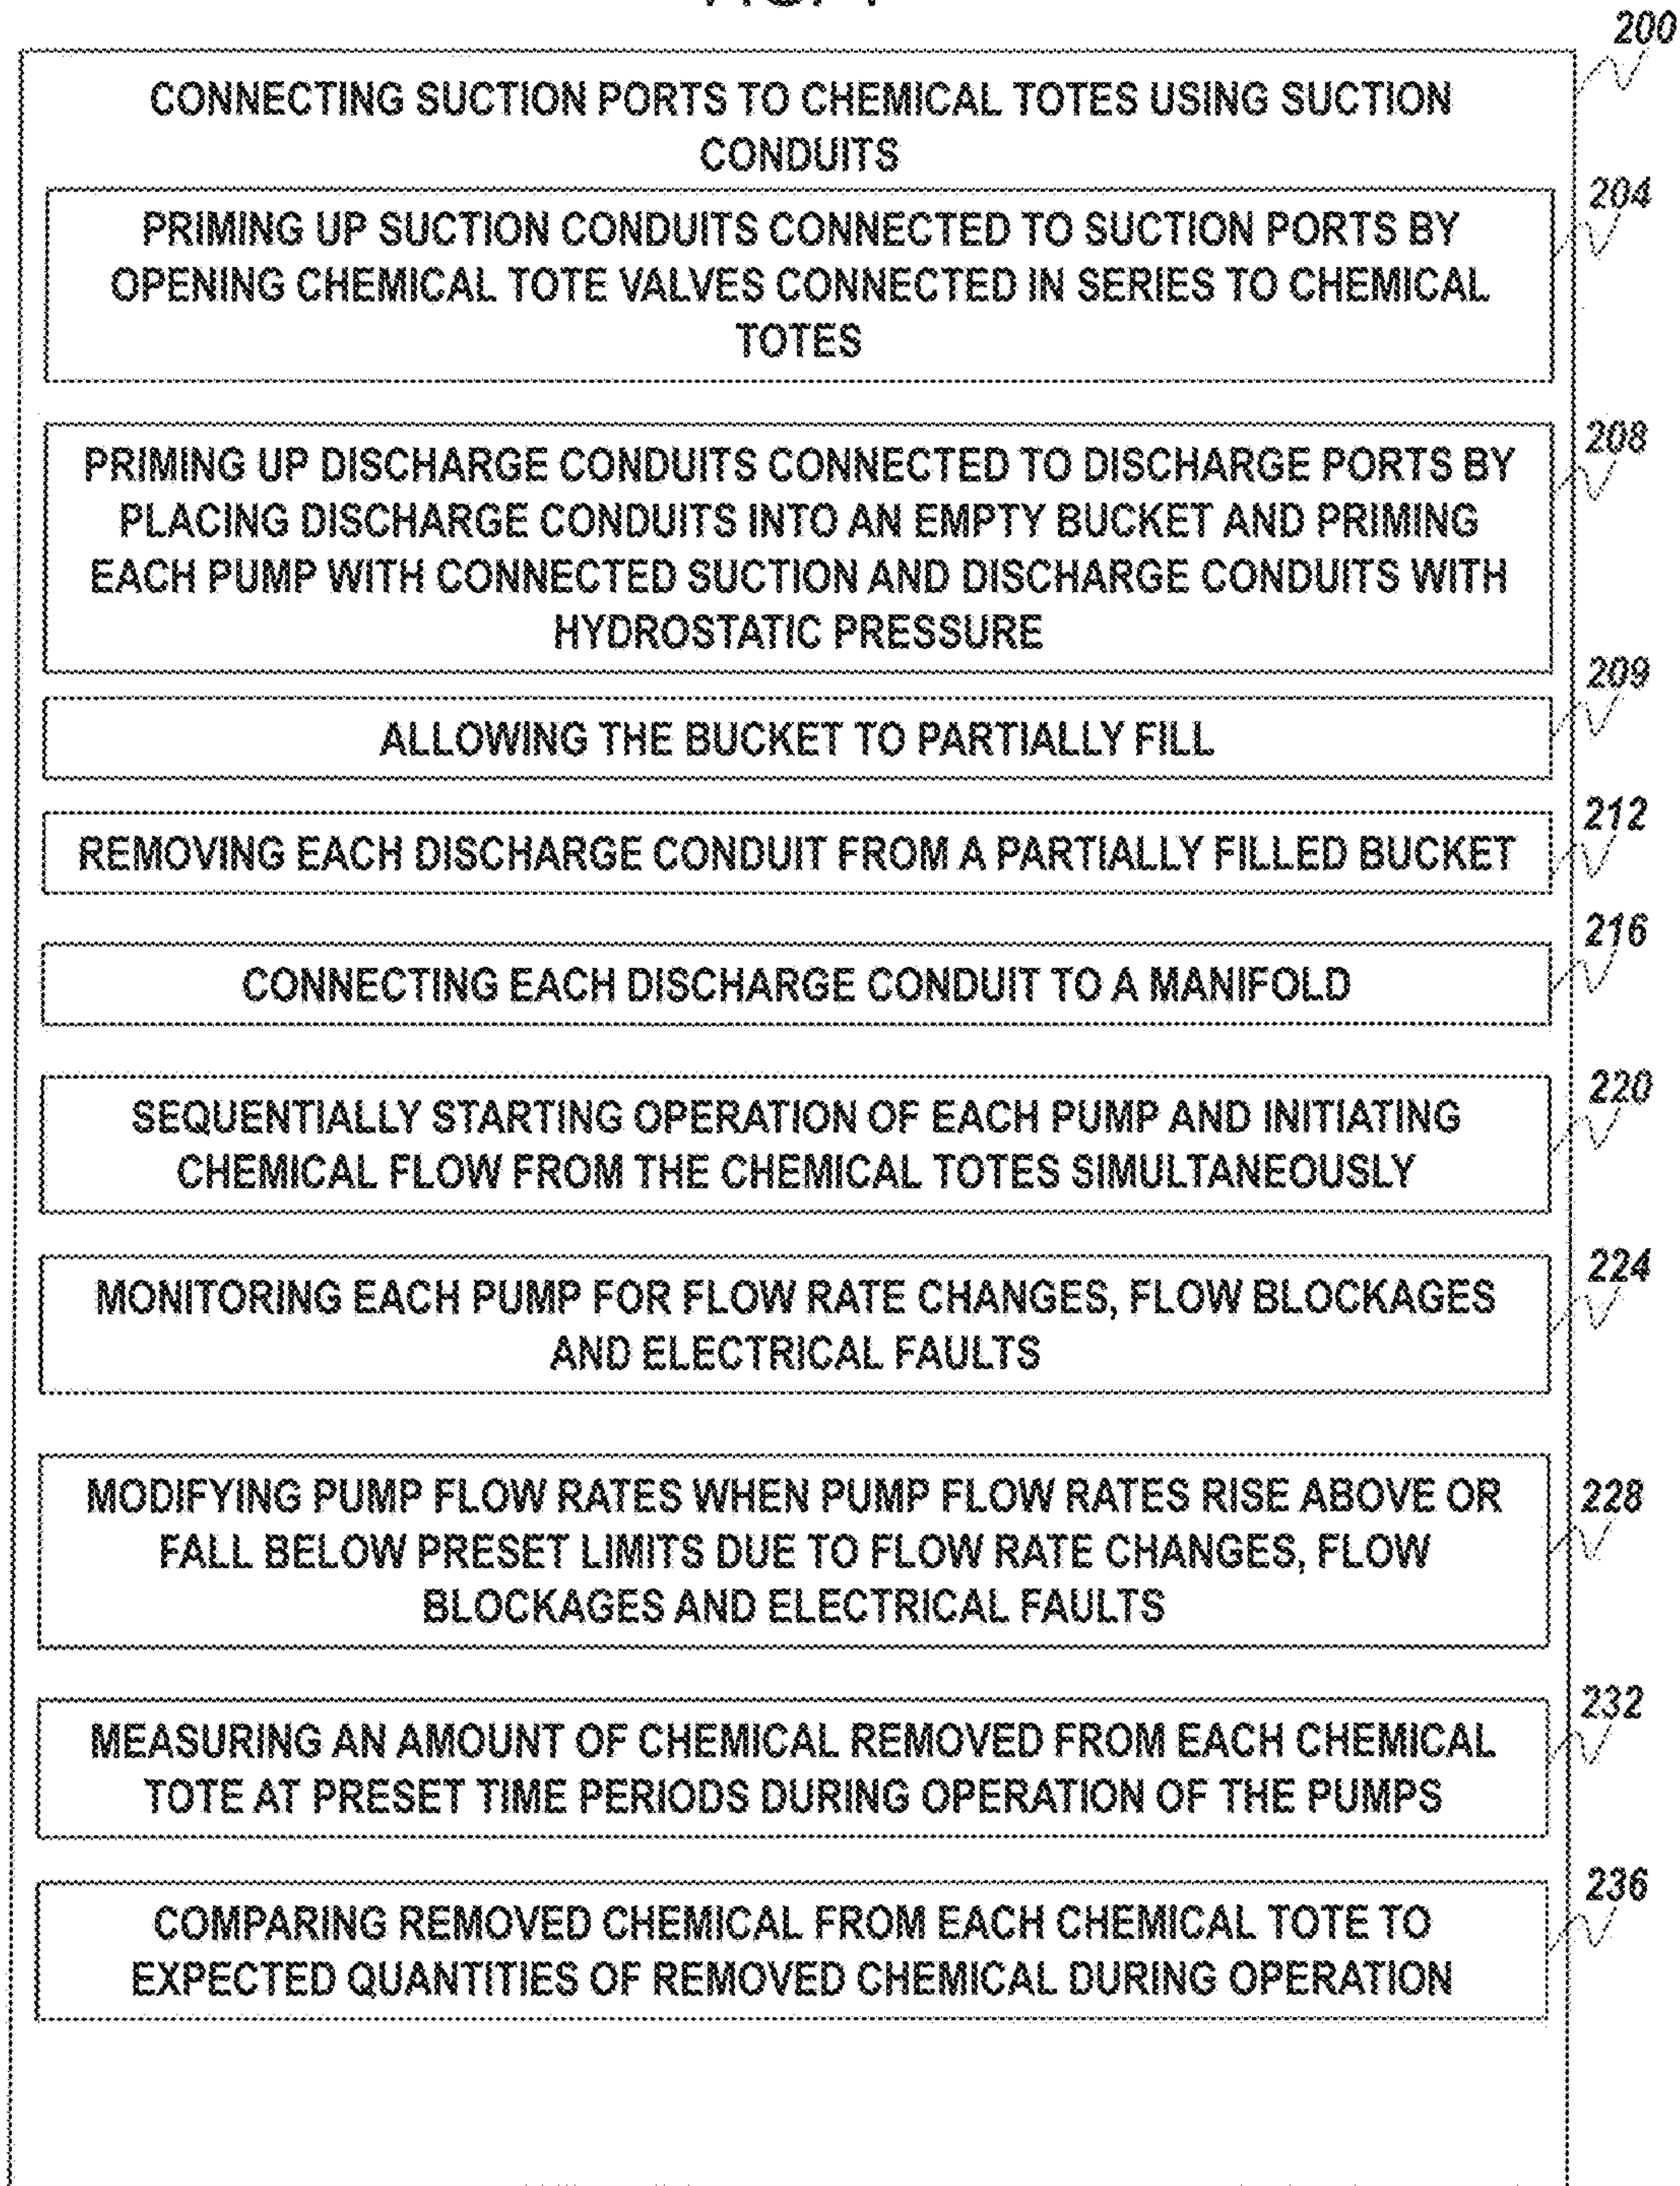 200
CONNECTING SUCTION PORTS TO CHEMICAL TOTES USING SUCTION
CONDUITS
204
PRIMING UP SUCTION CONDUITS CONNECTED TO SUCTION PORTS BY
OPENING CHEMICAL TOTE VALVES CONNECTED IN SERIES TO CHEMICAL
TOTES
208
PRIMING UP DISCHARGE CONDUITS CONNECTED TO DISCHARGE PORTS BY
PLACING DISCHARGE CONDUITS INTO AN EMPTY BUCKET AND PRIMING
EACH PUMP WITH CONNECTED SUCTION AND DISCHARGE CONDUITS WITH
HYDROSTATIC PRESSURE
209
ALLOWING THE BUCKET TO PARTIALLY FILL
212
REMOVING EACH DISCHARGE CONDUIT FROM A PARTIALLY FILLED BUCKET
216
CONNECTING EACH DISCHARGE CONDUIT TO A MANIFOLD
220
SEQUENTIALLY STARTING OPERATION OF EACH PUMP AND INITIATING
CHEMICAL FLOW FROM THE CHEMICAL TOTES SIMULTANEOUSLY
224
MONITORING EACH PUMP FOR FLOW RATE CHANGES, FLOW BLOCKAGES
AND ELECTRICAL FAULTS
228
MODIFYING PUMP FLOW RATES WHEN PUMP FLOW RATES RISE ABOVE OR
FALL BELOW PRESET LIMITS DUE TO FLOW RATE CHANGES, FLOW
BLOCKAGES AND ELECTRICAL FAULTS
232
MEASURING AN AMOUNT OF CHEMICAL REMOVED FROM EACH CHEMICAL
TOTE AT PRESET TIME PERIODS DURING OPERATION OF THE PUMPS
236
COMPARING REMOVED CHEMICAL FROM EACH CHEMICAL TOTE TO
EXPECTED QUANTITIES OF REMOVED CHEMICAL DURING OPERATION